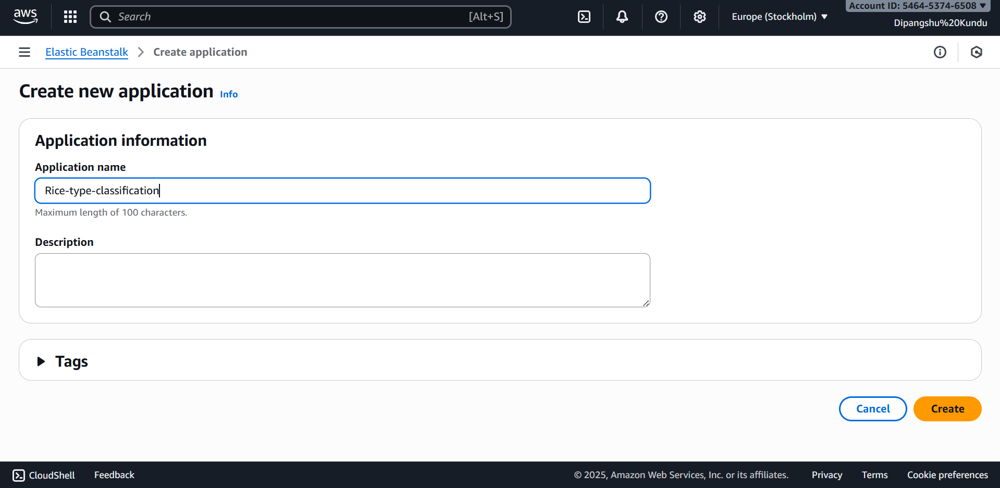 aws
Search [Alt+S]
Europe (Stockholm)
Account ID: 5464-5374-6508
Dipangshu%20Kundu
Elastic Beanstalk Create application
Create new application Info
Application information
Application name
Rice-type-classification
Maximum length of 100 characters.
Description
Tags
Cancel Create
CloudShell Feedback © 2025, Amazon Web Services, Inc. or its affiliates. Privacy Terms Cookie preferences